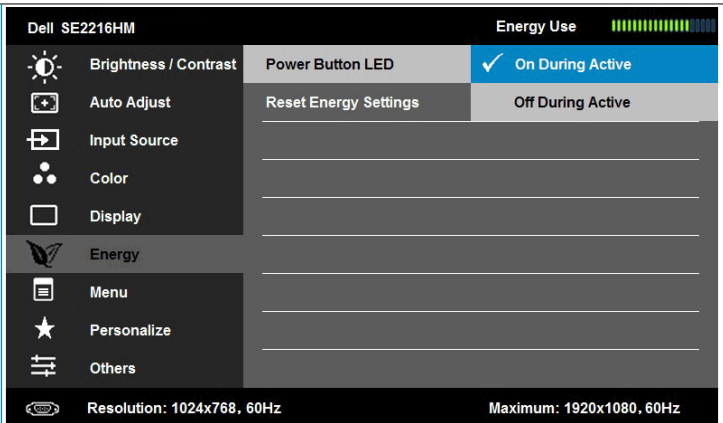 Dell SE2216HM Energy Use
Brightness / Contrast Power Button LED ✓ On During Active
Auto Adjust Reset Energy Settings Off During Active
Input Source
Color
Display
Energy
Menu
Personalize
Others
Resolution: 1024x768, 60Hz Maximum: 1920x1080, 60Hz